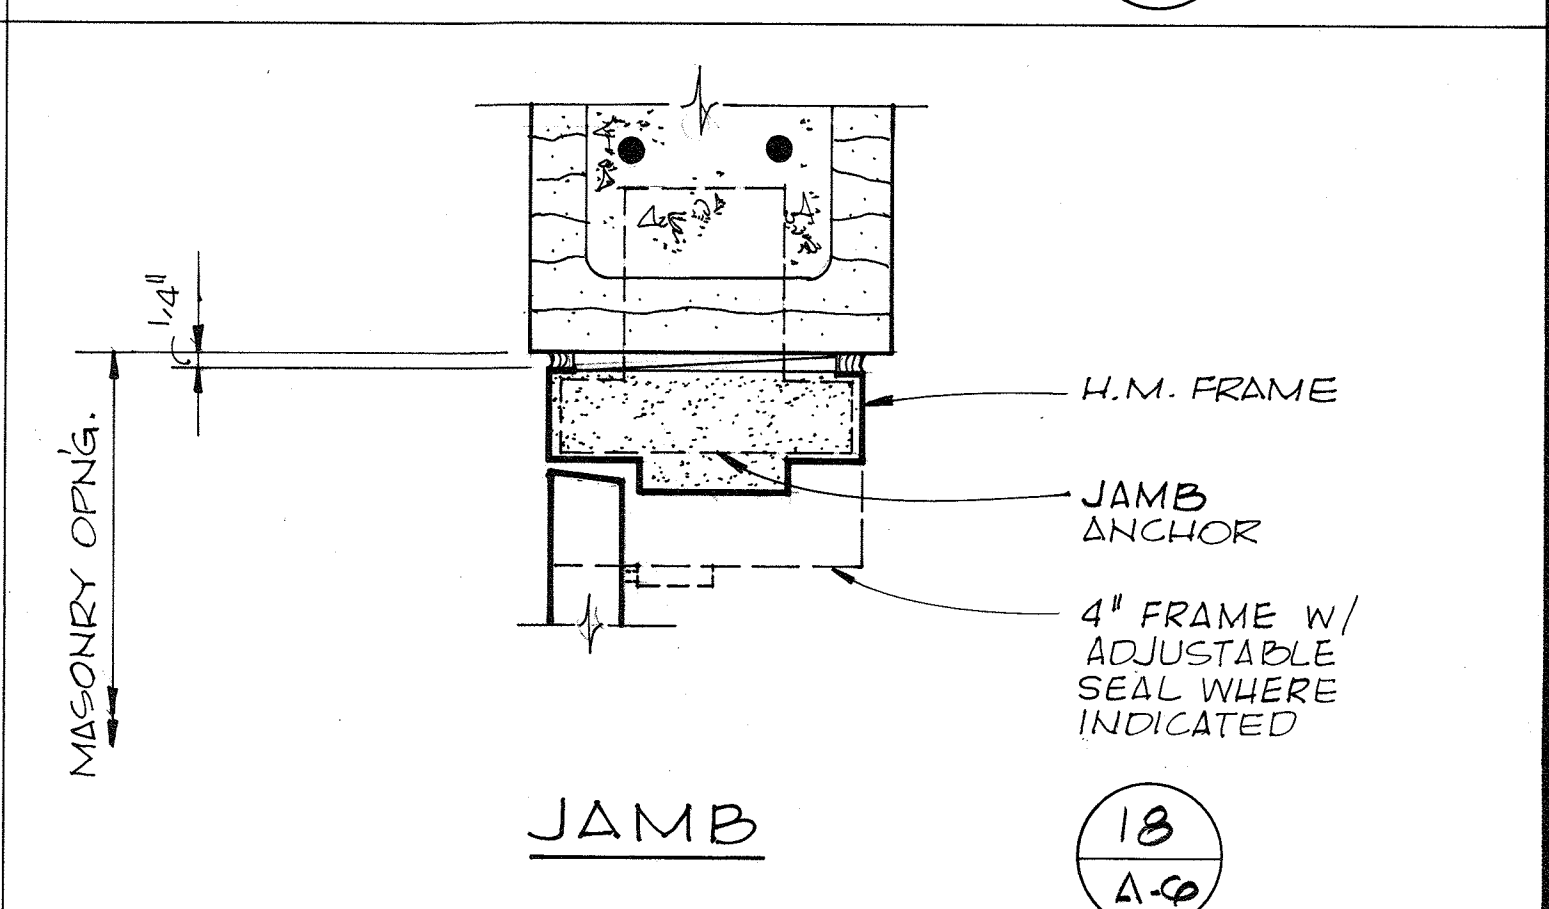 1/4"
MASONRY OPN'G.
H.M. FRAME
JAMB
ANCHOR
4" FRAME W/
ADJUSTABLE
SEAL WHERE
INDICATED
JAMB
18
A-6